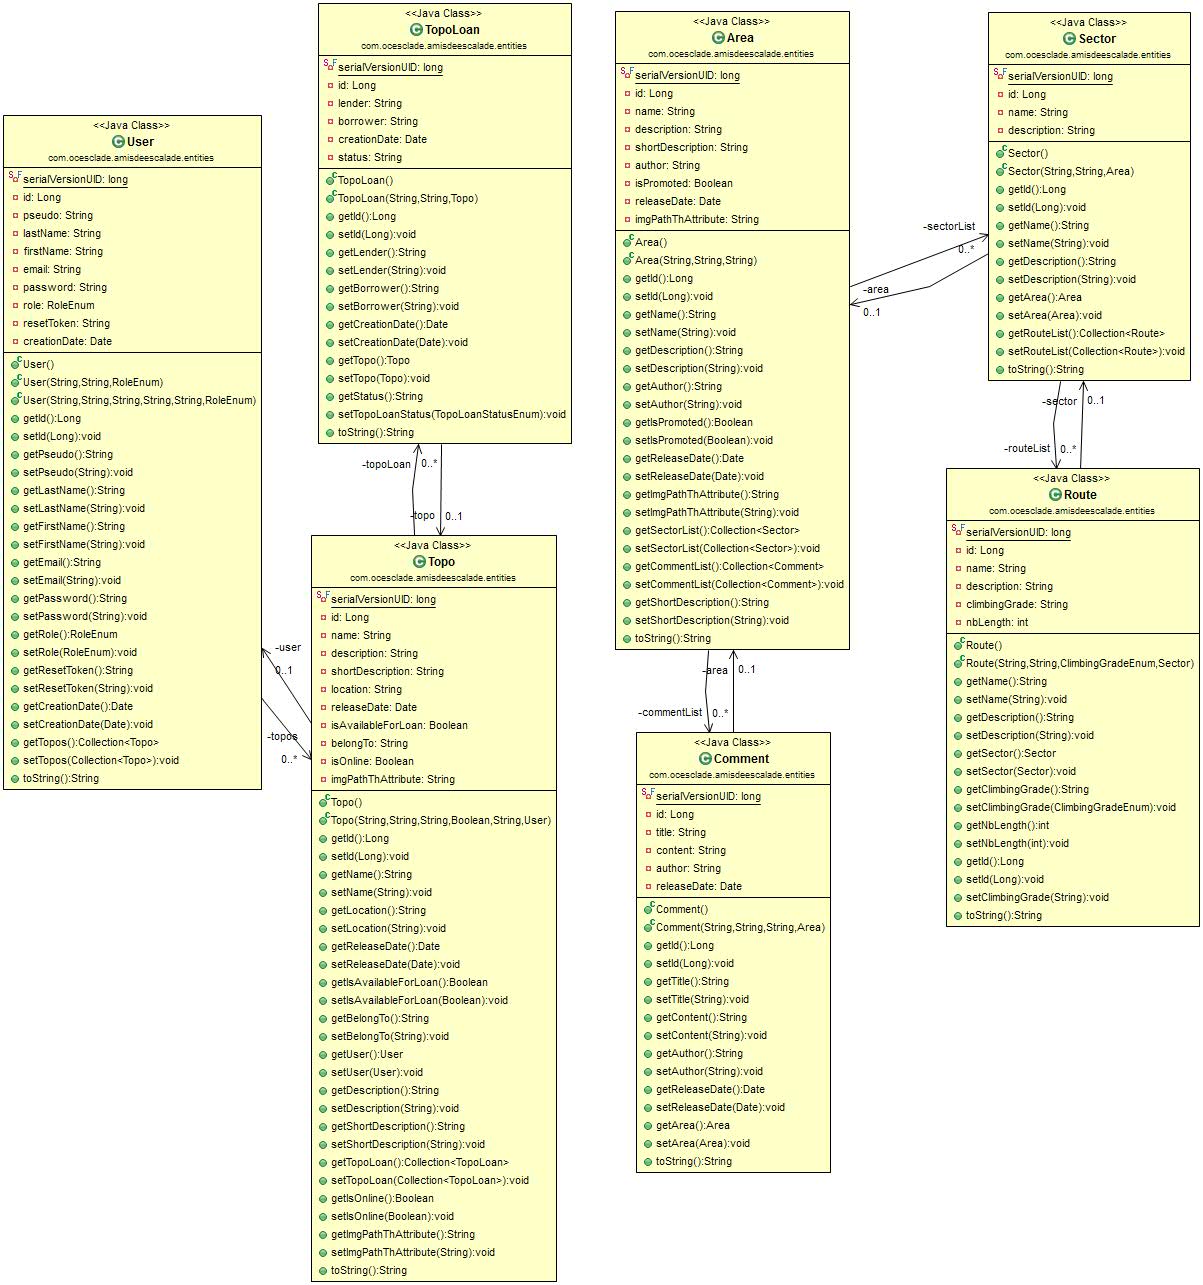 <<Java Class>>
User
com.ocesclade.amisdeescalade.entities
serialVersionUID: long
id: Long
pseudo: String
lastName: String
firstName: String
email: String
password: String
role: RoleEnum
resetToken: String
creationDate: Date
User()
User(String,String,RoleEnum)
User(String,String,String,String,String,RoleEnum)
getId():Long
setId(Long):void
getPseudo():String
setPseudo(String):void
getLastName():String
setLastName(String):void
getFirstName():String
setFirstName(String):void
getEmail():String
setEmail(String):void
getPassword():String
setPassword(String):void
getRole():RoleEnum
setRole(RoleEnum):void
getResetToken():String
setResetToken(String):void
getCreationDate():Date
setCreationDate(Date):void
getTopos():Collection<Topo>
setTopos(Collection<Topo>):void
toString():String
-user
0..1
-topos
0..*
<<Java Class>>
TopoLoan
com.ocesclade.amisdeescalade.entities
serialVersionUID: long
id: Long
lender: String
borrower: String
creationDate: Date
status: String
TopoLoan()
TopoLoan(String,String,Topo)
getId():Long
setId(Long):void
getLender():String
setLender(String):void
getBorrower():String
setBorrower(String):void
getCreationDate():Date
setCreationDate(Date):void
getTopo():Topo
setTopo(Topo):void
getStatus():String
setTopoLoanStatus(TopoLoanStatusEnum):void
toString():String
-topoLoan 0..*
-topo 0..1
<<Java Class>>
Topo
com.ocesclade.amisdeescalade.entities
serialVersionUID: long
id: Long
name: String
description: String
shortDescription: String
location: String
releaseDate: Date
isAvailableForLoan: Boolean
belongTo: String
isOnline: Boolean
imgPathThAttribute: String
Topo()
Topo(String,String,String,Boolean,String,User)
getId():Long
setId(Long):void
getName():String
setName(String):void
getLocation():String
setLocation(String):void
getReleaseDate():Date
setReleaseDate(Date):void
getIsAvailableForLoan():Boolean
setIsAvailableForLoan(Boolean):void
getBelongTo():String
setBelongTo(String):void
getUser():User
setUser(User):void
getDescription():String
setDescription(String):void
getShortDescription():String
setShortDescription(String):void
getTopoLoan():Collection<TopoLoan>
setTopoLoan(Collection<TopoLoan>):void
getIsOnline():Boolean
setIsOnline(Boolean):void
getImgPathThAttribute():String
setImgPathThAttribute(String):void
toString():String
<<Java Class>>
Area
com.ocesclade.amisdeescalade.entities
serialVersionUID: long
id: Long
name: String
description: String
shortDescription: String
author: String
isPromoted: Boolean
releaseDate: Date
imgPathThAttribute: String
Area()
Area(String,String,String)
getId():Long
setId(Long):void
getName():String
setName(String):void
getDescription():String
setDescription(String):void
getAuthor():String
setAuthor(String):void
getIsPromoted():Boolean
setIsPromoted(Boolean):void
getReleaseDate():Date
setReleaseDate(Date):void
getImgPathThAttribute():String
setImgPathThAttribute(String):void
getSectorList():Collection<Sector>
setSectorList(Collection<Sector>):void
getCommentList():Collection<Comment>
setCommentList(Collection<Comment>):void
getShortDescription():String
setShortDescription(String):void
toString():String
-area 0..1
-commentList 0..*
<<Java Class>>
Comment
com.ocesclade.amisdeescalade.entities
serialVersionUID: long
id: Long
title: String
content: String
author: String
releaseDate: Date
Comment()
Comment(String,String,String,Area)
getId():Long
setId(Long):void
getTitle():String
setTitle(String):void
getContent():String
setContent(String):void
getAuthor():String
setAuthor(String):void
getReleaseDate():Date
setReleaseDate(Date):void
getArea():Area
setArea(Area):void
toString():String
-sectorList
0..*
-area
0..1
<<Java Class>>
Sector
com.ocesclade.amisdeescalade.entities
serialVersionUID: long
id: Long
name: String
description: String
Sector()
Sector(String,String,Area)
getId():Long
setId(Long):void
getName():String
setName(String):void
getDescription():String
setDescription(String):void
getArea():Area
setArea(Area):void
getRouteList():Collection<Route>
setRouteList(Collection<Route>):void
toString():String
-sector 0..1
-routeList 0..*
<<Java Class>>
Route
com.ocesclade.amisdeescalade.entities
serialVersionUID: long
id: Long
name: String
description: String
climbingGrade: String
nbLength: int
Route()
Route(String,String,ClimbingGradeEnum,Sector)
getName():String
setName(String):void
getDescription():String
setDescription(String):void
getSector():Sector
setSector(Sector):void
getClimbingGrade():String
setClimbingGrade(ClimbingGradeEnum):void
getNbLength():int
setNbLength(int):void
getId():Long
setId(Long):void
setClimbingGrade(String):void
toString():String